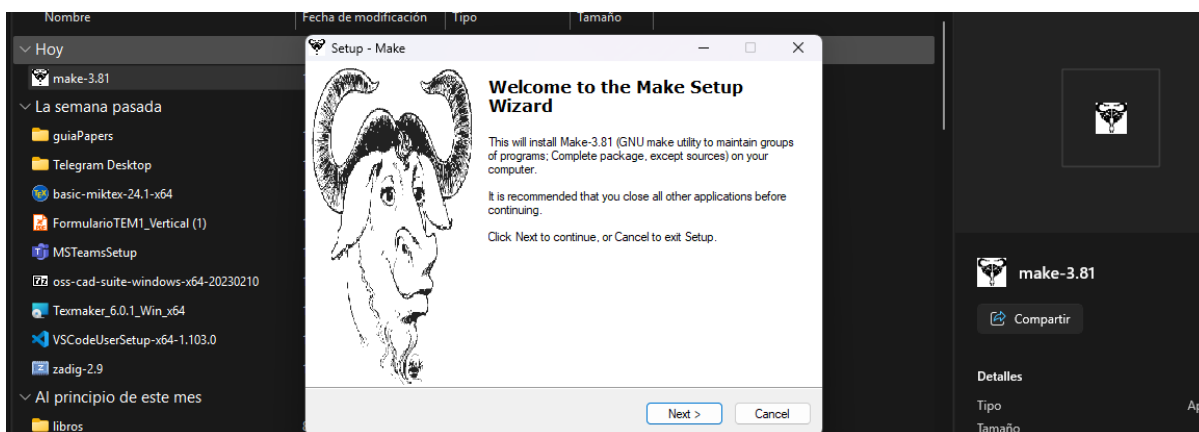 Nombre
Fecha de modificación
Tipo
Tamaño
Hoy
make-3.81
La semana pasada
guiaPapers
Telegram Desktop
basic-miktex-24.1-x64
FormularioTEM1_Vertical (1)
MSTeamsSetup
oss-cad-suite-windows-x64-20230210
Texmaker_6.0.1_Win_x64
VSCodeUserSetup-x64-1.103.0
zadig-2.9
Al principio de este mes
libros
Setup - Make
Welcome to the Make Setup
Wizard
This will install Make-3.81 (GNU make utility to maintain groups
of programs; Complete package, except sources) on your
computer.
It is recommended that you close all other applications before
continuing.
Click Next to continue, or Cancel to exit Setup.
Next >
Cancel
make-3.81
Compartir
Detalles
Tipo
Tamaño